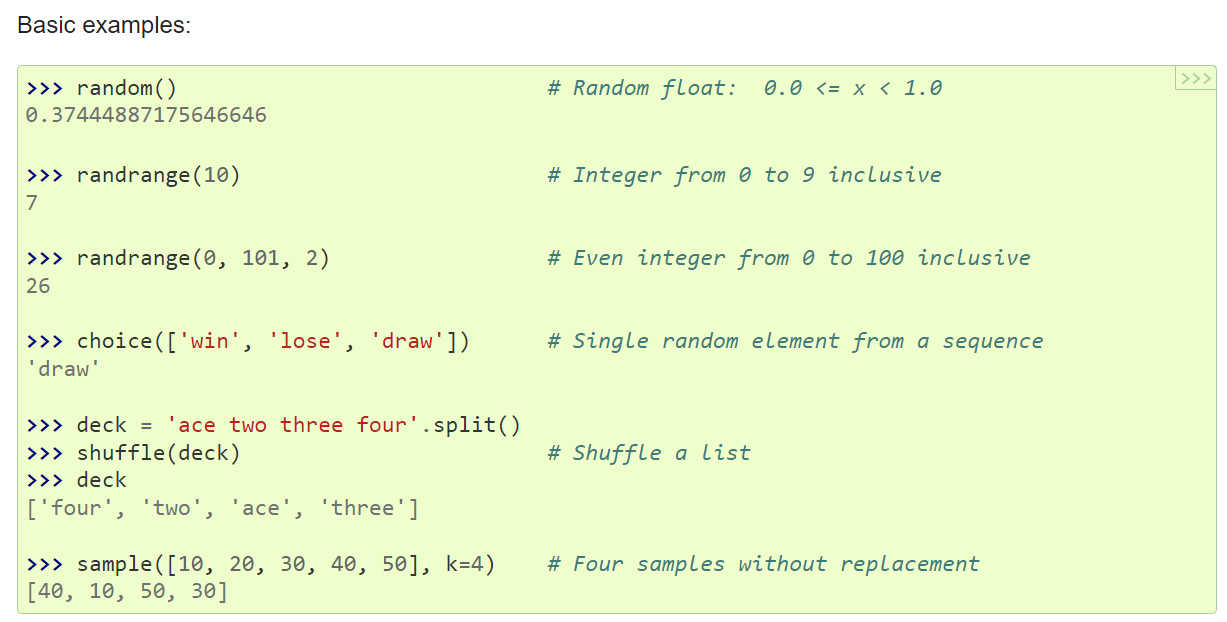 Basic examples:
>>> random()                             # Random float:  0.0 <= x < 1.0
>>>
0.37444887175646646
>>> randrange(10)                        # Integer from 0 to 9 inclusive
7
>>> randrange(0, 101, 2)                 # Even integer from 0 to 100 inclusive
26
>>> choice(['win', 'lose', 'draw'])      # Single random element from a sequence
'draw'
>>> deck = 'ace two three four'.split()
>>> shuffle(deck)                        # Shuffle a list
>>> deck
['four', 'two', 'ace', 'three']
>>> sample([10, 20, 30, 40, 50], k=4)    # Four samples without replacement
[40, 10, 50, 30]